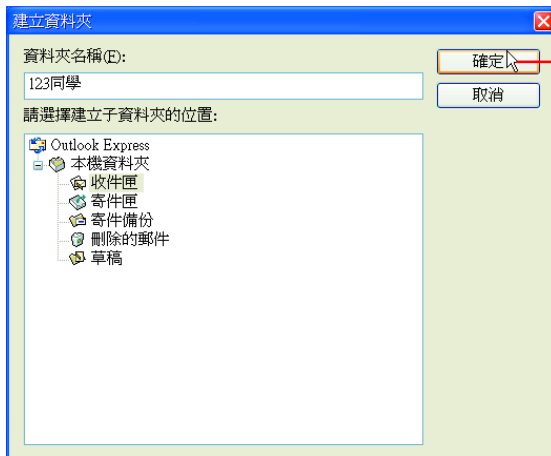 建立資料夾
資料夾名稱(F):
123同學
確定
取消
請選擇建立子資料夾的位置:
Outlook Express
本機資料夾
收件匣
寄件匣
寄件備份
刪除的郵件
草稿